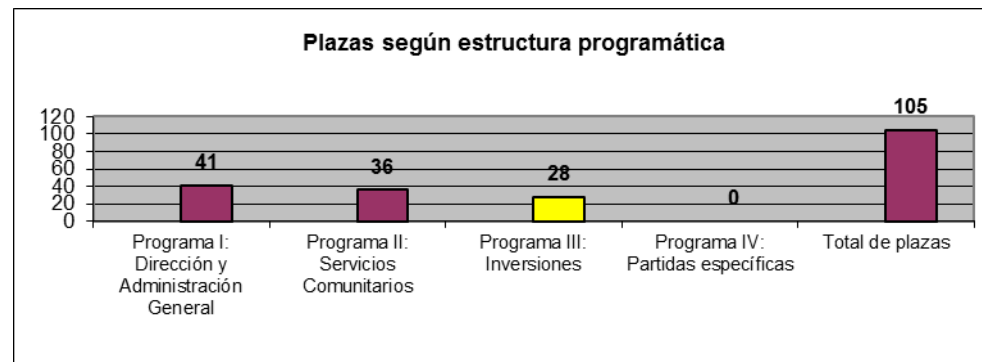 Plazas según estructura programática
120
100
80
60
40
20
0
41
36
28
0
105
Programa I:
Dirección y
Administración
General
Programa II:
Servicios
Comunitarios
Programa III:
Inversiones
Programa IV:
Partidas específicas
Total de plazas